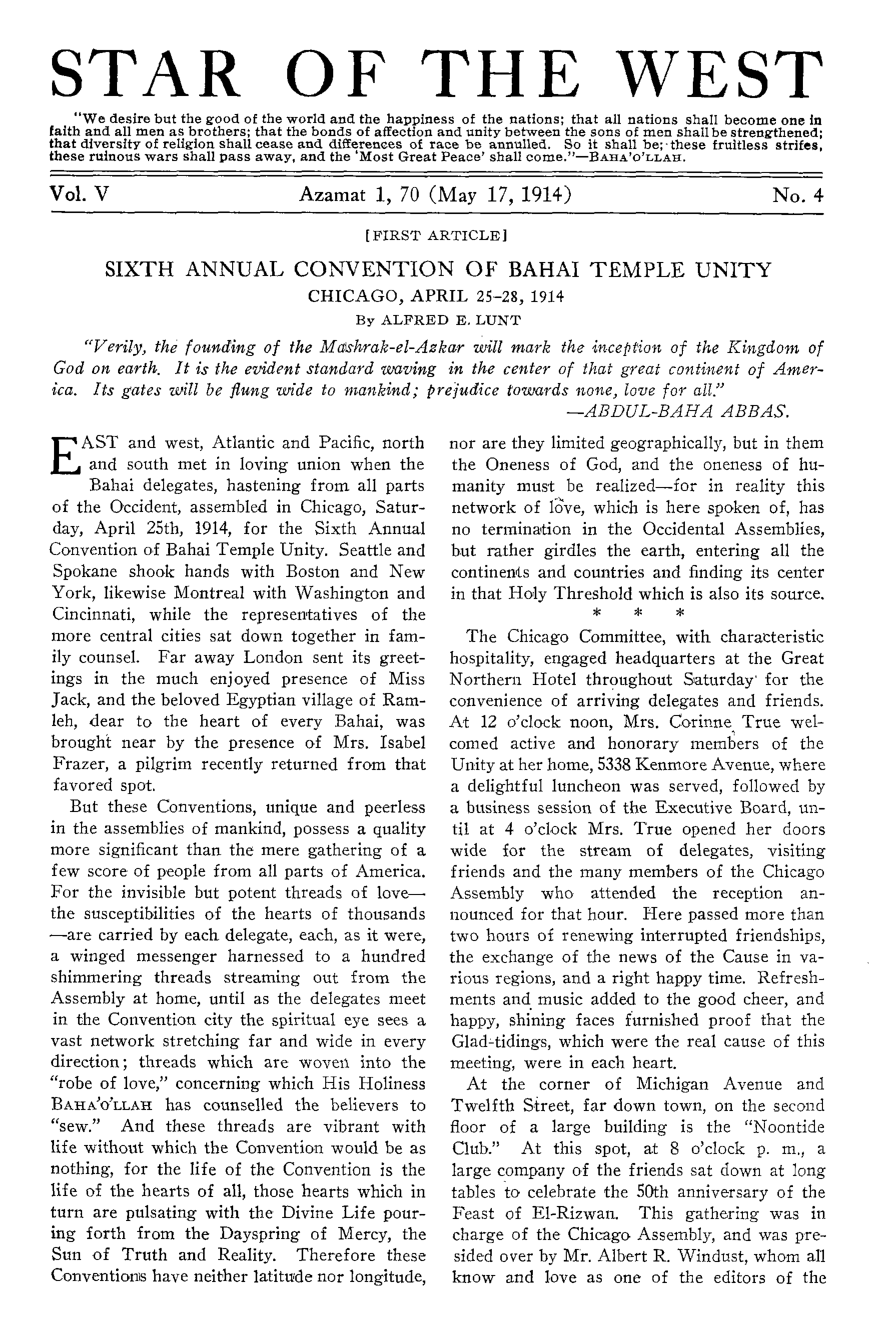 STAR OF THE WEST
"We desire but the good of the world and the happiness of the nations; that all nations shall become one in
faith and all men as brothers; that the bonds of affection and unity between the sons of men shall be strengthened;
that diversity of religion shall cease and differences of race be annulled. So it shall be; these fruitless strifes,
these ruinous wars shall pass away, and the 'Most Great Peace' shall come."—BAHA'O'LLAH.
Vol. V Azamat 1, 70 (May 17, 1914) No. 4
[FIRST ARTICLE]
SIXTH ANNUAL CONVENTION OF BAHAI TEMPLE UNITY
CHICAGO, APRIL 25-28, 1914
By ALFRED E. LUNT
"Verily, the founding of the Mashrak-el-Azkar will mark the inception of the Kingdom of
God on earth. It is the evident standard waving in the center of that great continent of Amer-
ica. Its gates will be flung wide to mankind; prejudice towards none, love for all."
—ABDUL-BAHA ABBAS.
EAST and west, Atlantic and Pacific, north
and south met in loving union when the
Bahai delegates, hastening from all parts
of the Occident, assembled in Chicago, Satur-
day, April 25th, 1914, for the Sixth Annual
Convention of Bahai Temple Unity. Seattle and
Spokane shook hands with Boston and New
York, likewise Montreal with Washington and
Cincinnati, while the representatives of the
more central cities sat down together in fam-
ily counsel. Far away London sent its greet-
ings in the much enjoyed presence of Miss
Jack, and the beloved Egyptian village of Ram-
leh, dear to the heart of every Bahai, was
brought near by the presence of Mrs. Isabel
Frazer, a pilgrim recently returned from that
favored spot.
But these Conventions, unique and peerless
in the assemblies of mankind, possess a quality
more significant than the mere gathering of a
few score of people from all parts of America.
For the invisible but potent threads of love—
the susceptibilities of the hearts of thousands
—are carried by each delegate, each, as it were,
a winged messenger harnessed to a hundred
shimmering threads streaming out from the
Assembly at home, until as the delegates meet
in the Convention city the spiritual eye sees a
vast network stretching far and wide in every
direction; threads which are woven into the
"robe of love," concerning which His Holiness
BAHA'O'LLAH has counselled the believers to
"sew." And these threads are vibrant with
life without which the Convention would be as
nothing, for the life of the Convention is the
life of the hearts of all, those hearts which in
turn are pulsating with the Divine Life pour-
ing forth from the Dayspring of Mercy, the
Sun of Truth and Reality. Therefore these
Conventions have neither latitude nor longitude,
nor are they limited geographically, but in them
the Oneness of God, and the oneness of hu-
manity must be realized—for in reality this
network of love, which is here spoken of, has
no termination in the Occidental Assemblies,
but rather girdles the earth, entering all the
continents and countries and finding its center
in that Holy Threshold which is also its source.
* * *
The Chicago Committee, with characteristic
hospitality, engaged headquarters at the Great
Northern Hotel throughout Saturday for the
convenience of arriving delegates and friends.
At 12 o'clock noon, Mrs. Corinne True wel-
comed active and honorary members of the
Unity at her home, 5338 Kenmore Avenue, where
a delightful luncheon was served, followed by
a business session of the Executive Board, un-
til at 4 o'clock Mrs. True opened her doors
wide for the stream of delegates, visiting
friends and the many members of the Chicago
Assembly who attended the reception an-
nounced for that hour. Here passed more than
two hours of renewing interrupted friendships,
the exchange of the news of the Cause in va-
rious regions, and a right happy time. Refresh-
ments and music added to the good cheer, and
happy, shining faces furnished proof that the
Glad-tidings, which were the real cause of this
meeting, were in each heart.
At the corner of Michigan Avenue and
Twelfth Street, far down town, on the second
floor of a large building is the "Noontide
Club." At this spot, at 8 o'clock p. m., a
large company of the friends sat down at long
tables to celebrate the 50th anniversary of the
Feast of El-Rizwan. This gathering was in
charge of the Chicago Assembly, and was pre-
sided over by Mr. Albert R. Windust, whom all
know and love as one of the editors of the